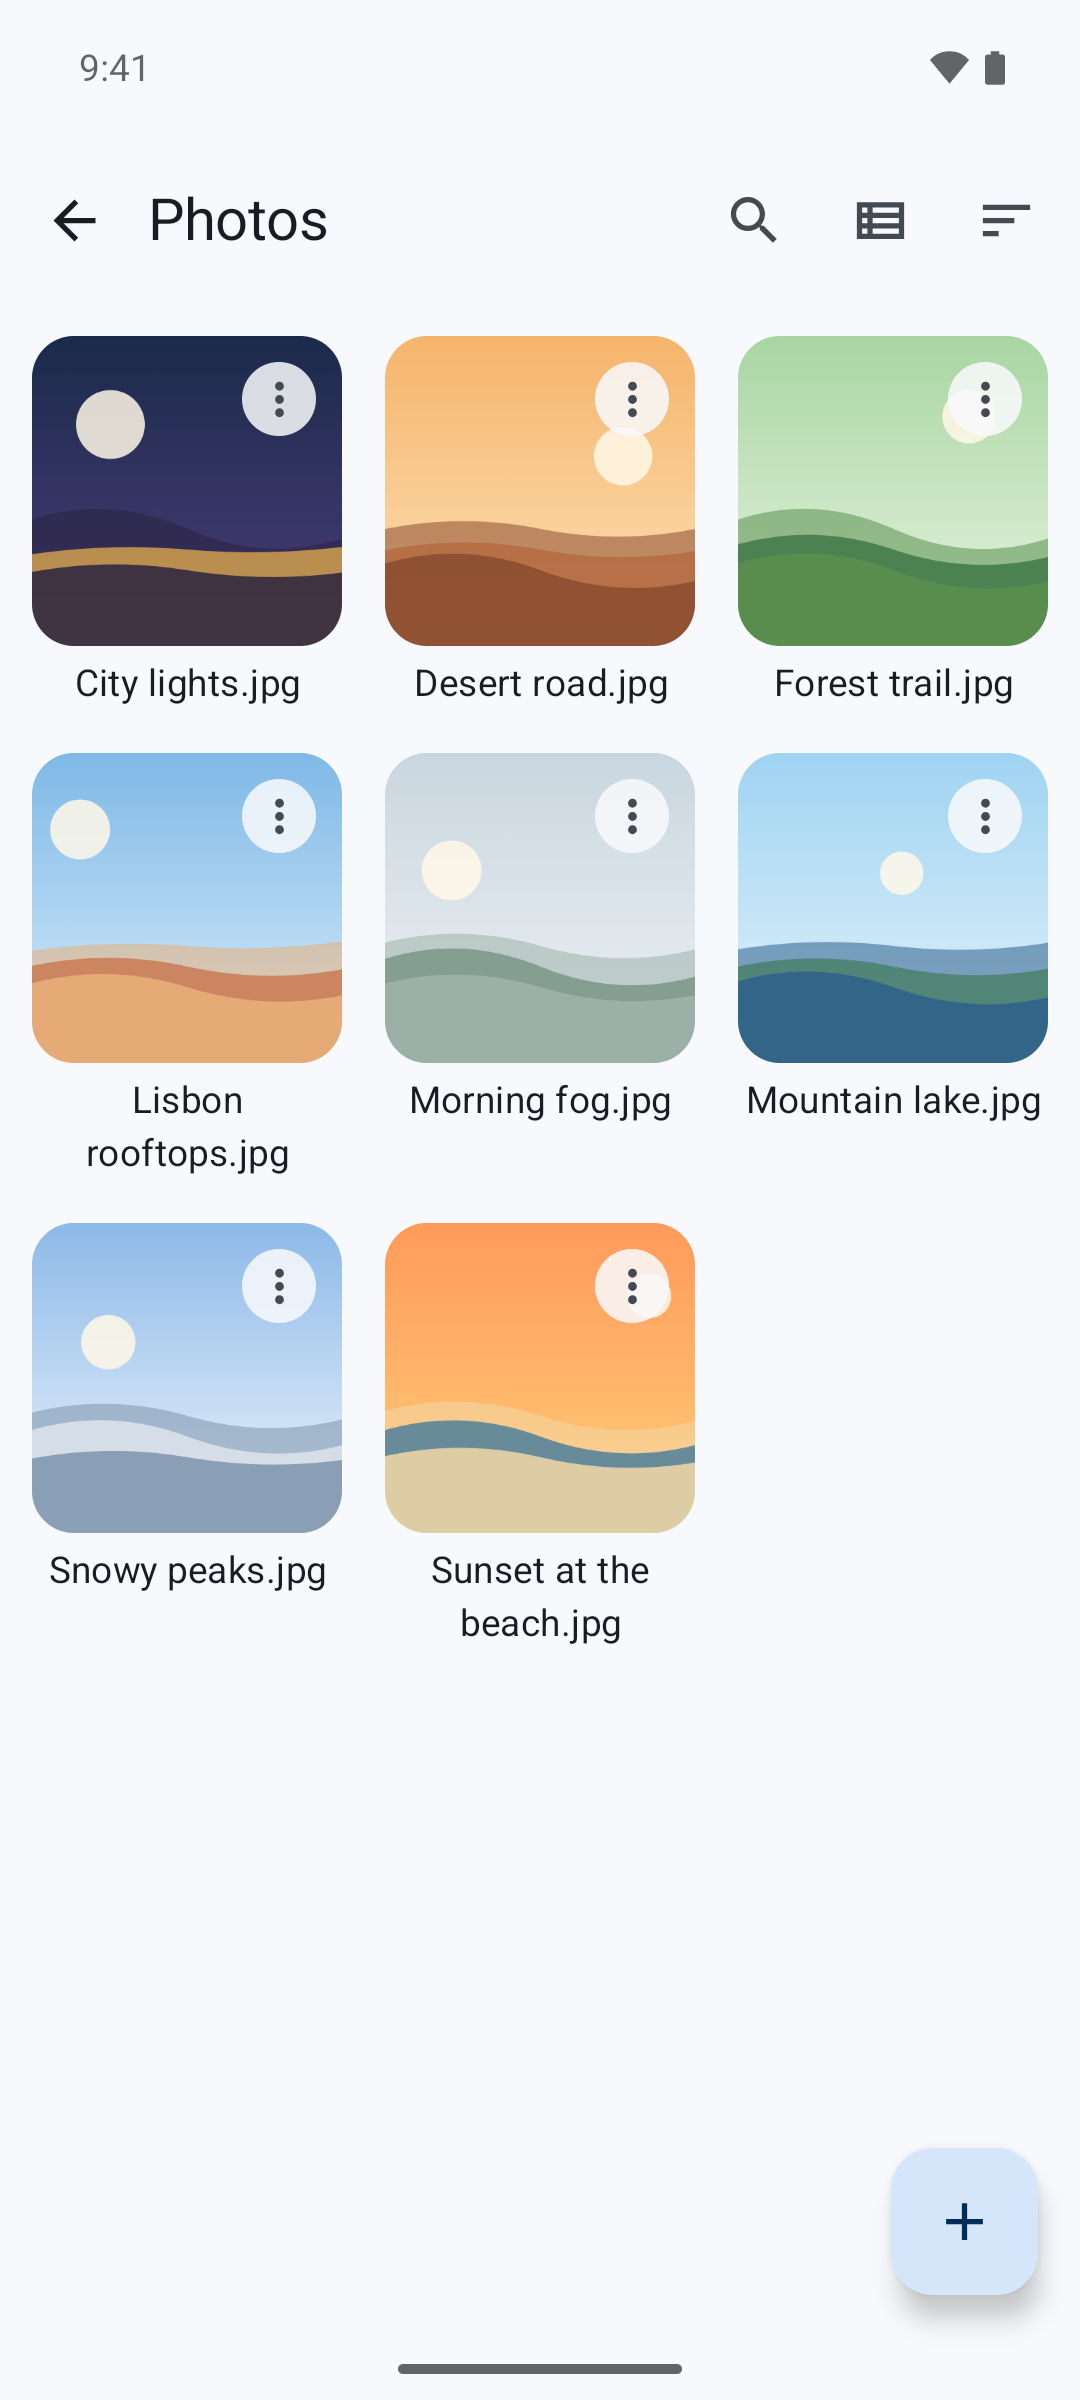 9:41
Photos
City lights.jpg
Desert road.jpg
Forest trail.jpg
Lisbon
rooftops.jpg
Morning fog.jpg
Mountain lake.jpg
Snowy peaks.jpg
Sunset at the
beach.jpg